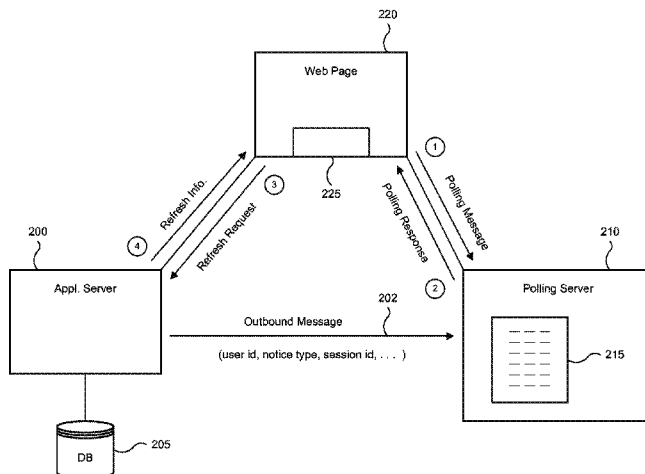 220
Web Page
1
225
3
Refresh Info.
Refresh Request
4
Polling Message
Polling Response
2
200
Appl. Server
210
Polling Server
202
Outbound Message
(user id, notice type, session id, . . . )
215
DB
205